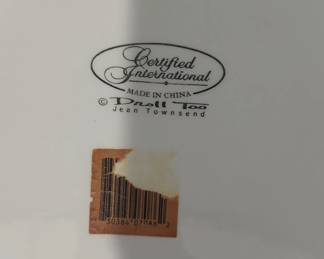 Certified
International
MADE IN CHINA
© Droll Too
Jean Townsend